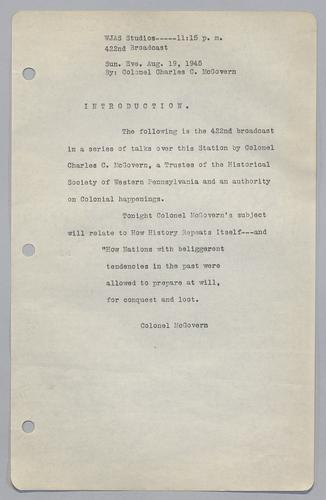 WJAS Studios-----11:15 p. m.
422nd Broadcast
Sun. Eve. Aug. 19, 1945
By: Colonel Charles C. McGovern
I N T R O D U C T I O N .
The following is the 422nd broadcast
in a series of talks over this Station by Colonel
Charles C. McGovern, a Trustee of the Historical
Society of Western Pennsylvania and an authority
on Colonial happenings.
Tonight Colonel McGovern's subject
will relate to How History Repeats Itself---and
"How Nations with beligerent
tendencies in the past were
allowed to prepare at will,
for conquest and loot.
Colonel McGovern